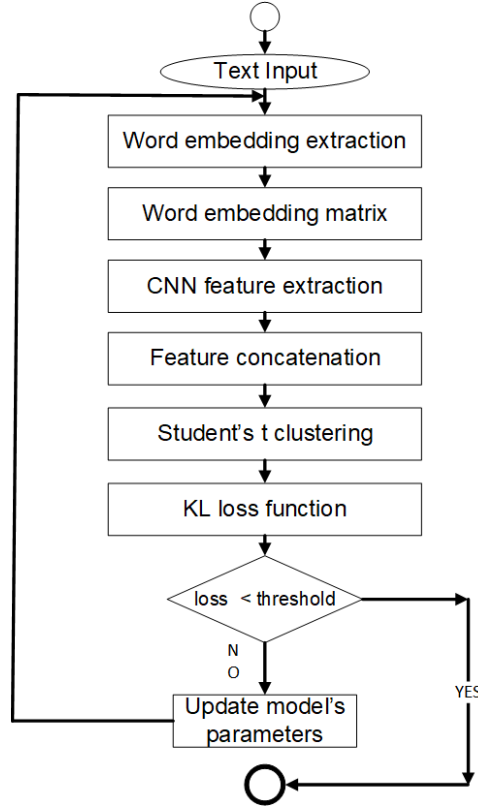 Text Input
Word embedding extraction
Word embedding matrix
CNN feature extraction
Feature concatenation
Student's t clustering
KL loss function
loss < threshold
N
O
YES
Update model's
parameters